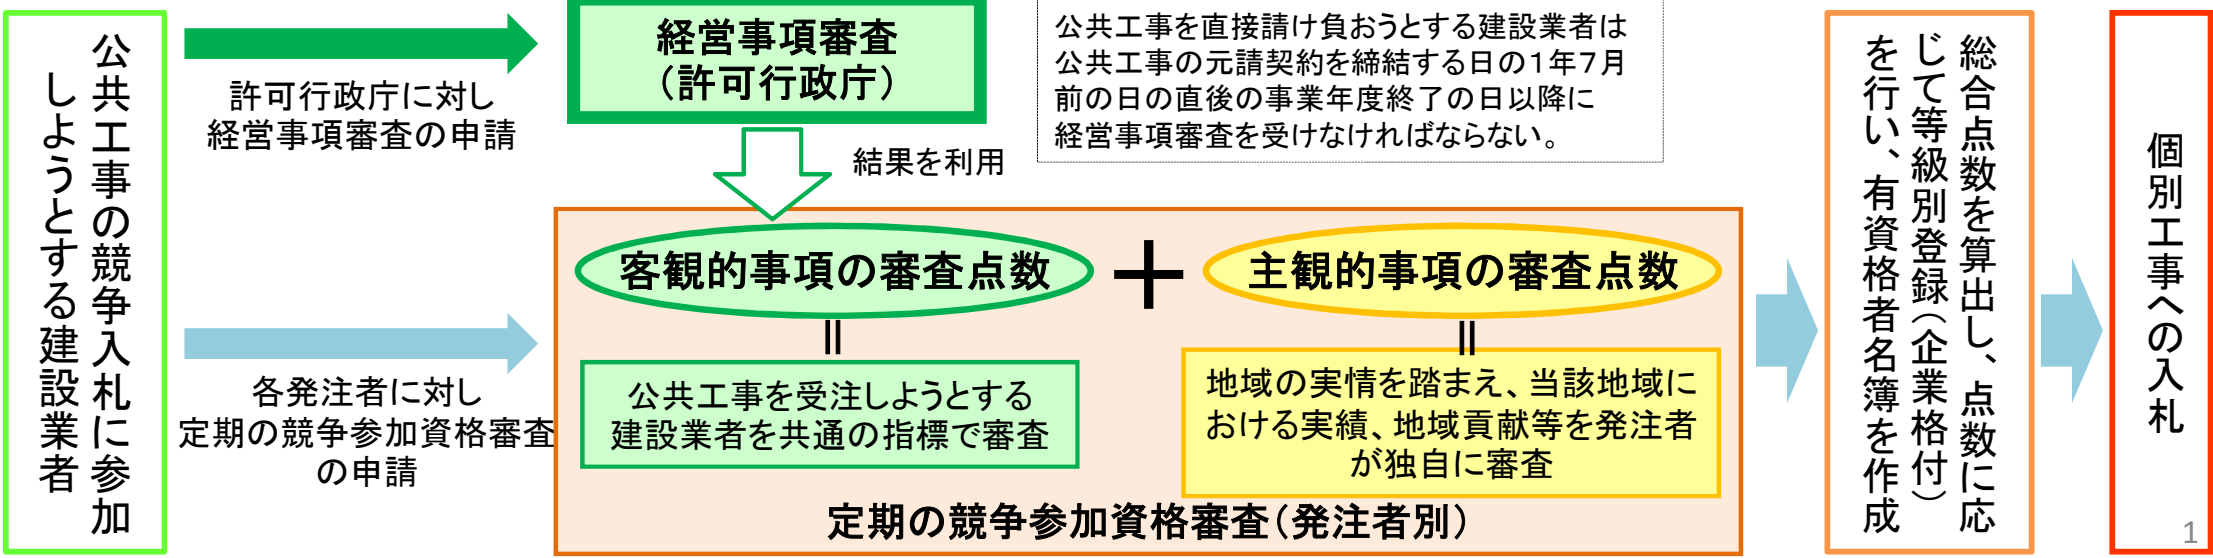 公共工事の競争入札に参加
しようとする建設業者
許可行政庁に対し
経営事項審査の申請
各発注者に対し
定期の競争参加資格審査
の申請
経営事項審査
（許可行政庁）
結果を利用
公共工事を直接請け負おうとする建設業者は
公共工事の元請契約を締結する日の１年７月
前の日の直後の事業年度終了の日以降に
経営事項審査を受けなければならない。
客観的事項の審査点数
＋
主観的事項の審査点数
＝
＝
公共工事を受注しようとする
建設業者を共通の指標で審査
地域の実情を踏まえ、当該地域に
おける実績、地域貢献等を発注者
が独自に審査
定期の競争参加資格審査（発注者別）
総合点数を算出し、点数に応
じて等級別登録（企業格付）
を行い、有資格者名簿を作成
個別工事への入札
1